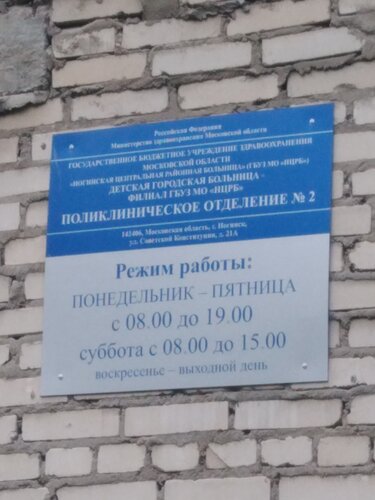 Российская Федерация
Министерство здравоохранения Московской области
ГОСУДАРСТВЕННОЕ БЮДЖЕТНОЕ УЧРЕЖДЕНИЕ ЗДРАВООХРАНЕНИЯ
МОСКОВСКОЙ ОБЛАСТИ
«НОГИНСКАЯ ЦЕНТРАЛЬНАЯ РАЙОННАЯ БОЛЬНИЦА» (ГБУЗ МО «НЦРБ»)
ДЕТСКАЯ ГОРОДСКАЯ БОЛЬНИЦА –
ФИЛИАЛ ГБУЗ МО «НЦРБ»
ПОЛИКЛИНИЧЕСКОЕ ОТДЕЛЕНИЕ № 2
142406, Московская область, г. Ногинск,
ул. Советской Конституции, д. 21А
Режим работы:
ПОНЕДЕЛЬНИК – ПЯТНИЦА
с 08.00 до 19.00
суббота с 08.00 до 15.00
воскресенье – выходной день